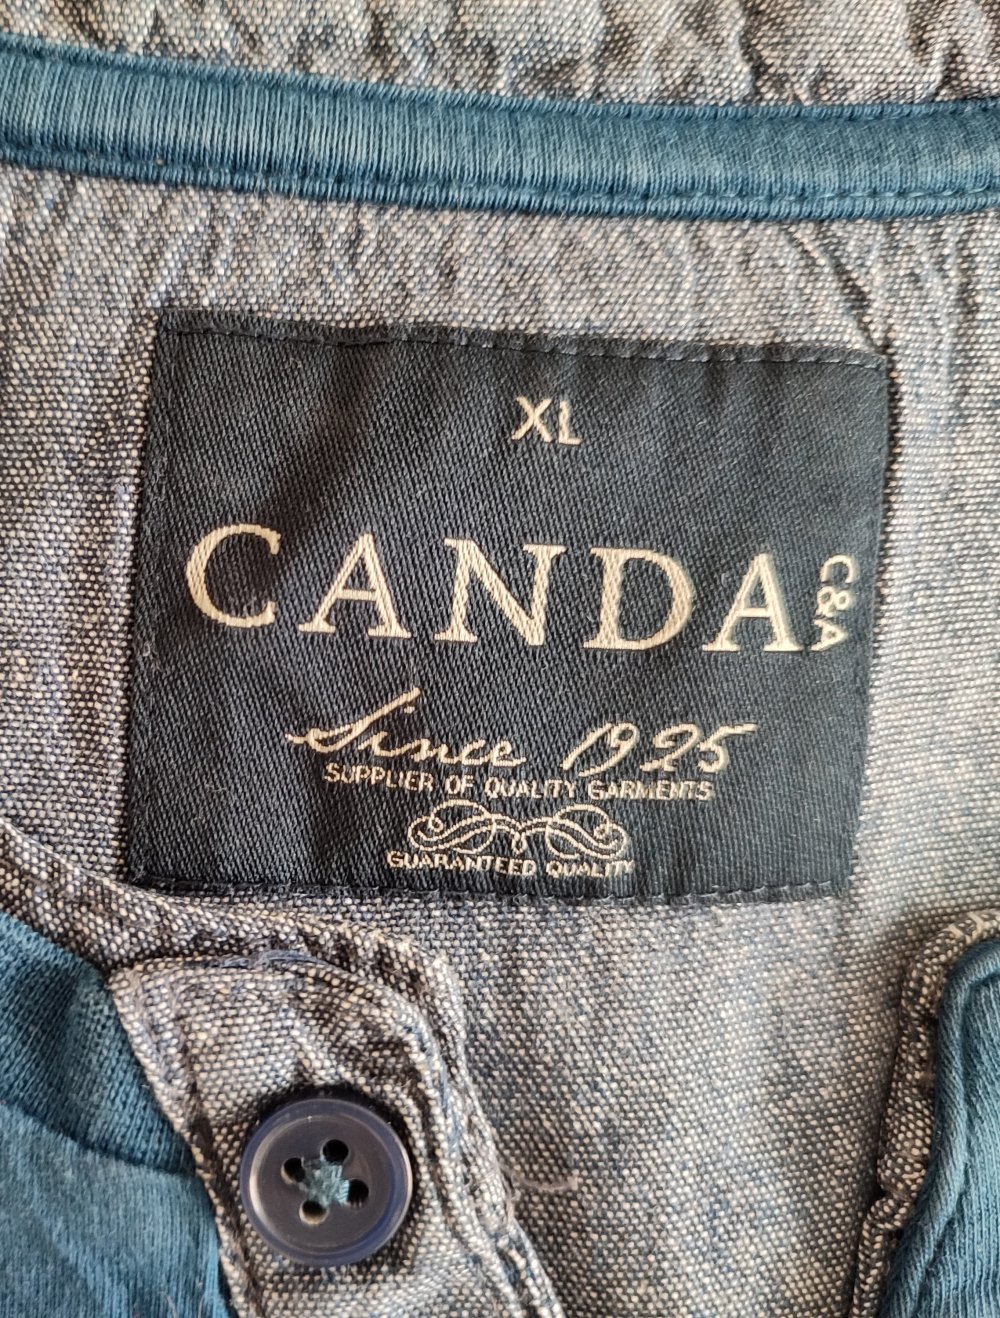 XL
CANDA C&A
Since 1925
SUPPLIER OF QUALITY GARMENTS
GUARANTEED QUALITY